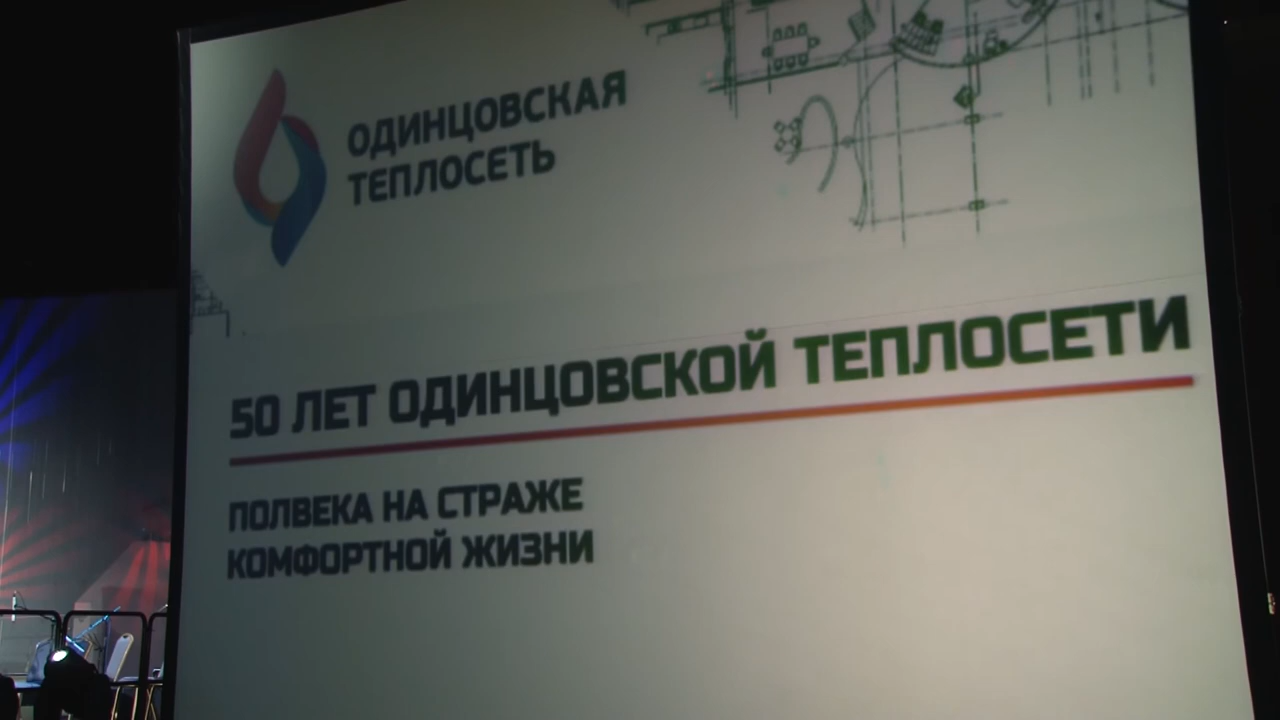 ОДИНЦОВСКАЯ
ТЕПЛОСЕТЬ
50 ЛЕТ ОДИНЦОВСКОЙ ТЕПЛОСЕТИ
ПОЛВЕКА НА СТРАЖЕ
КОМФОРТНОЙ ЖИЗНИ